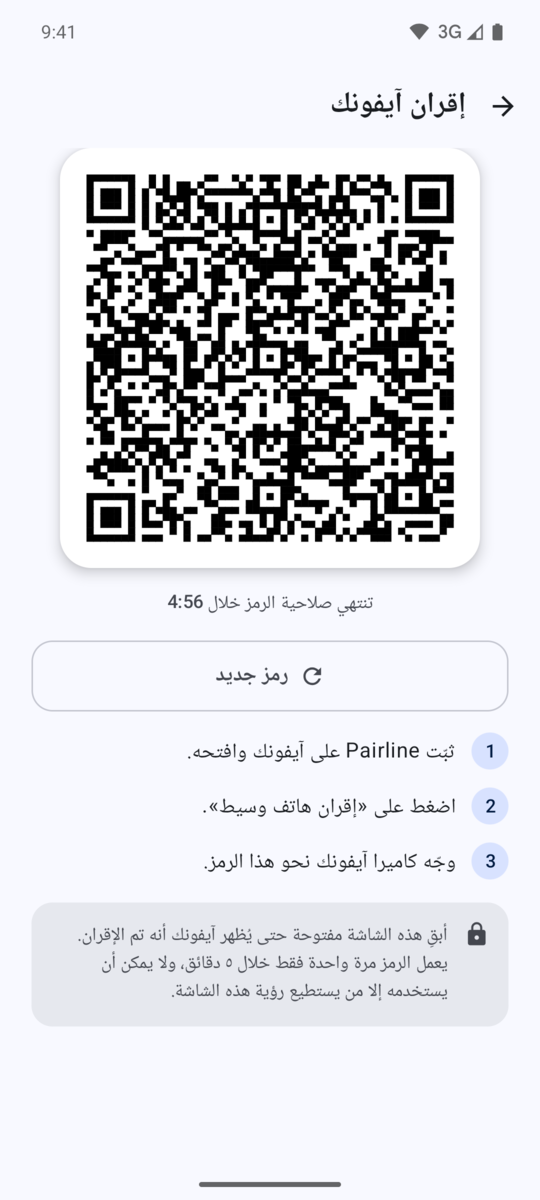 9:41
3G
إقران آيفونك
تنتهي صلاحية الرمز خلال 4:56
رمز جديد
1 ثبّت Pairline على آيفونك وافتحه.
2 اضغط على «إقران هاتف وسيط».
3 وجّه كاميرا آيفونك نحو هذا الرمز.
أبقِ هذه الشاشة مفتوحة حتى يُظهر آيفونك أنه تم الإقران.
يعمل الرمز مرة واحدة فقط خلال ٥ دقائق، ولا يمكن أن
يستخدمه إلا من يستطيع رؤية هذه الشاشة.